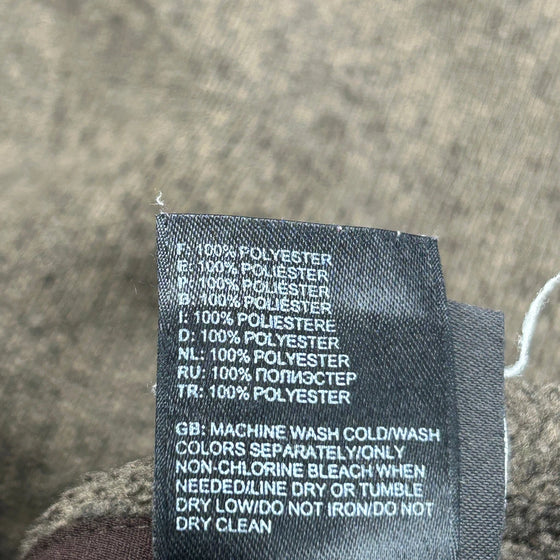 F: 100% POLYESTER
E: 100% POLIÉSTER
P: 100% POLIÉSTER
B: 100% POLIÉSTER
I: 100% POLIESTERE
D: 100% POLYESTER
NL: 100% POLYESTER
RU: 100% ПОЛИЭСТЕР
TR: 100% POLYESTER
GB: MACHINE WASH COLD/WASH
COLORS SEPARATELY/ONLY
NON-CHLORINE BLEACH WHEN
NEEDED/LINE DRY OR TUMBLE
DRY LOW/DO NOT IRON/DO NOT
DRY CLEAN